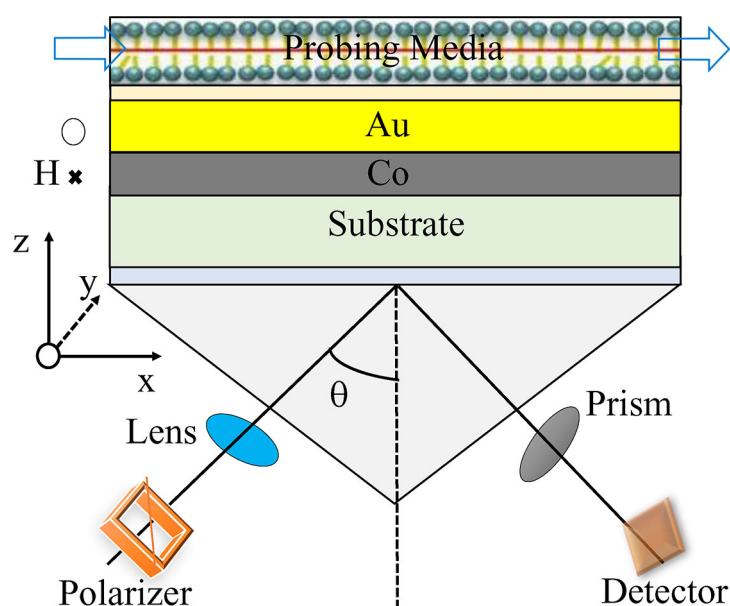 Probing Media
Au
H
Co
Substrate
z
y
x
θ
Lens
Prism
Polarizer
Detector